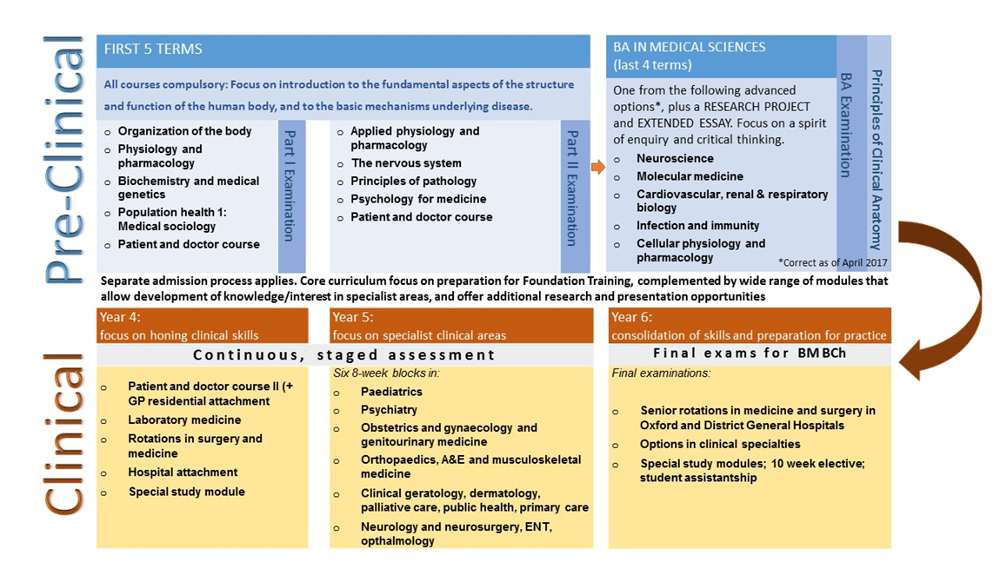 Pre-Clinical
FIRST 5 TERMS
All courses compulsory: Focus on introduction to the fundamental aspects of the structure
and function of the human body, and to the basic mechanisms underlying disease.
o Organization of the body
o Physiology and
pharmacology
o Biochemistry and medical
genetics
o Population health 1:
Medical sociology
o Patient and doctor course
Part I Examination
o Applied physiology and
pharmacology
o The nervous system
o Principles of pathology
o Psychology for medicine
o Patient and doctor course
Part II Examination
BA IN MEDICAL SCIENCES
(last 4 terms)
One from the following advanced
options*, plus a RESEARCH PROJECT
and EXTENDED ESSAY. Focus on a spirit
of enquiry and critical thinking.
o Neuroscience
o Molecular medicine
o Cardiovascular, renal & respiratory
biology
o Infection and immunity
o Cellular physiology and
pharmacology
*Correct as of April 2017
BA Examination
Principles of Clinical Anatomy
Separate admission process applies. Core curriculum focus on preparation for Foundation Training, complemented by wide range of modules that
allow development of knowledge/interest in specialist areas, and offer additional research and presentation opportunities
Clinical
Year 4:
focus on honing clinical skills
Year 5:
focus on specialist clinical areas
Year 6:
consolidation of skills and preparation for practice
Continuous, staged assessment
Final exams for BM BCh
o Patient and doctor course II (+
GP residential attachment
o Laboratory medicine
o Rotations in surgery and
medicine
o Hospital attachment
o Special study module
Six 8-week blocks in:
o Paediatrics
o Psychiatry
o Obstetrics and gynaecology and
genitourinary medicine
o Orthopaedics, A&E and musculoskeletal
medicine
o Clinical geratology, dermatology,
palliative care, public health, primary care
o Neurology and neurosurgery, ENT,
opthalmology
Final examinations:
o Senior rotations in medicine and surgery in
Oxford and District General Hospitals
o Options in clinical specialties
o Special study modules; 10 week elective;
student assistantship